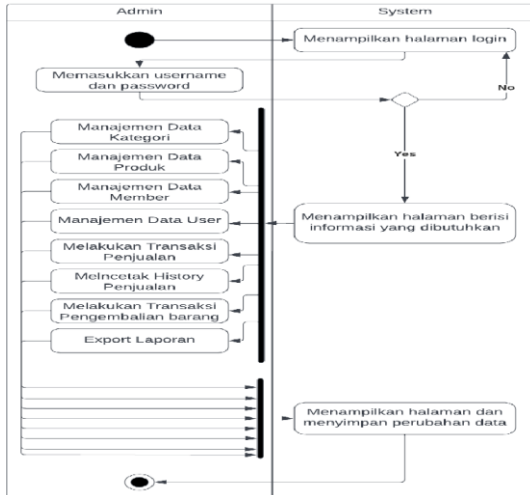 Admin
System
Menampilkan halaman login
Memasukkan username
dan password
No
Yes
Manajemen Data
Kategori
Manajemen Data
Produk
Manajemen Data
Member
Manajemen Data User
Menampilkan halaman berisi
informasi yang dibutuhkan
Melakukan Transaksi
Penjualan
Melncetak History
Penjualan
Melakukan Transaksi
Pengembalian barang
Export Laporan
Menampilkan halaman dan
menyimpan perubahan data